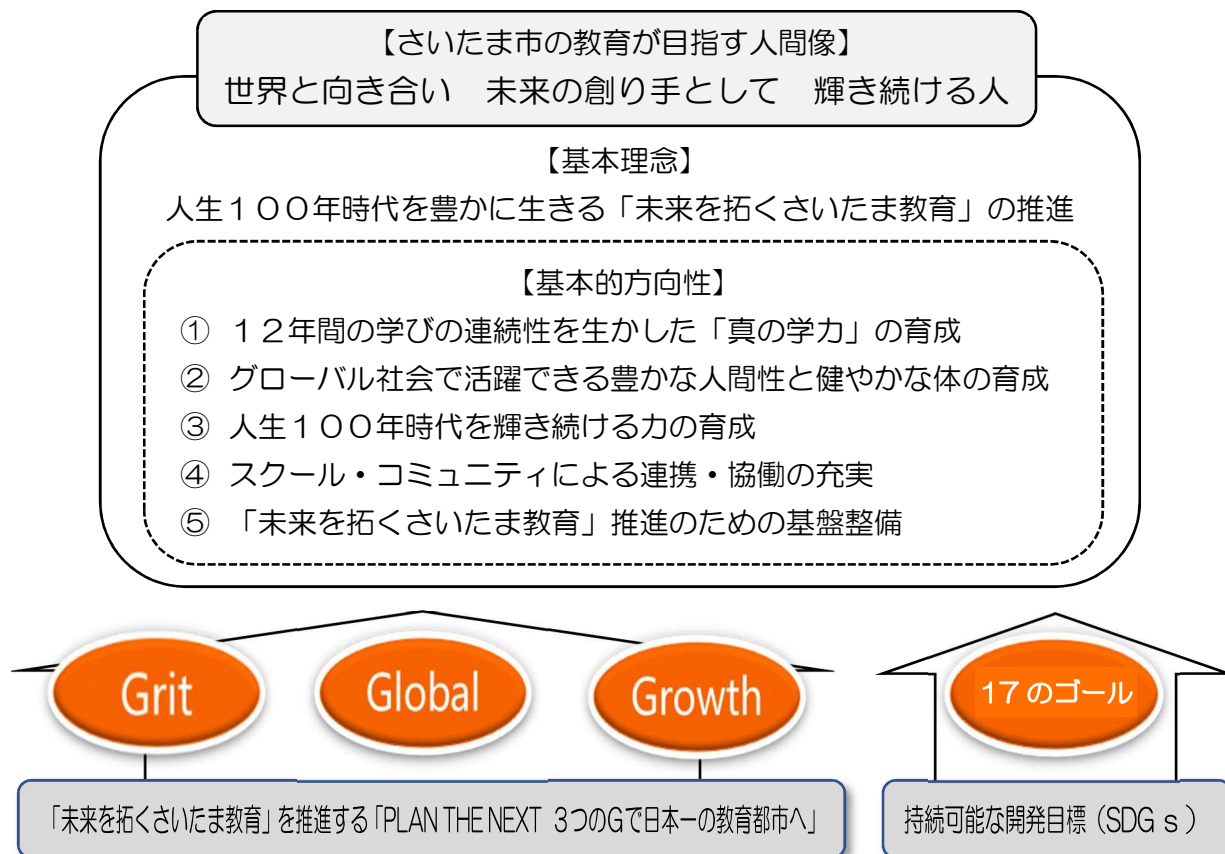 【さいたま市の教育が目指す人間像】
世界と向き合い　未来の創り手として　輝き続ける人
【基本理念】
人生１００年時代を豊かに生きる「未来を拓くさいたま教育」の推進
【基本的方向性】
①　１２年間の学びの連続性を生かした「真の学力」の育成
②　グローバル社会で活躍できる豊かな人間性と健やかな体の育成
③　人生１００年時代を輝き続ける力の育成
④　スクール・コミュニティによる連携・協働の充実
⑤　「未来を拓くさいたま教育」推進のための基盤整備
Grit
Global
Growth
17のゴール
「未来を拓くさいたま教育」を推進する「PLAN THE NEXT　3つのGで日本一の教育都市へ」
持続可能な開発目標（SDGｓ）